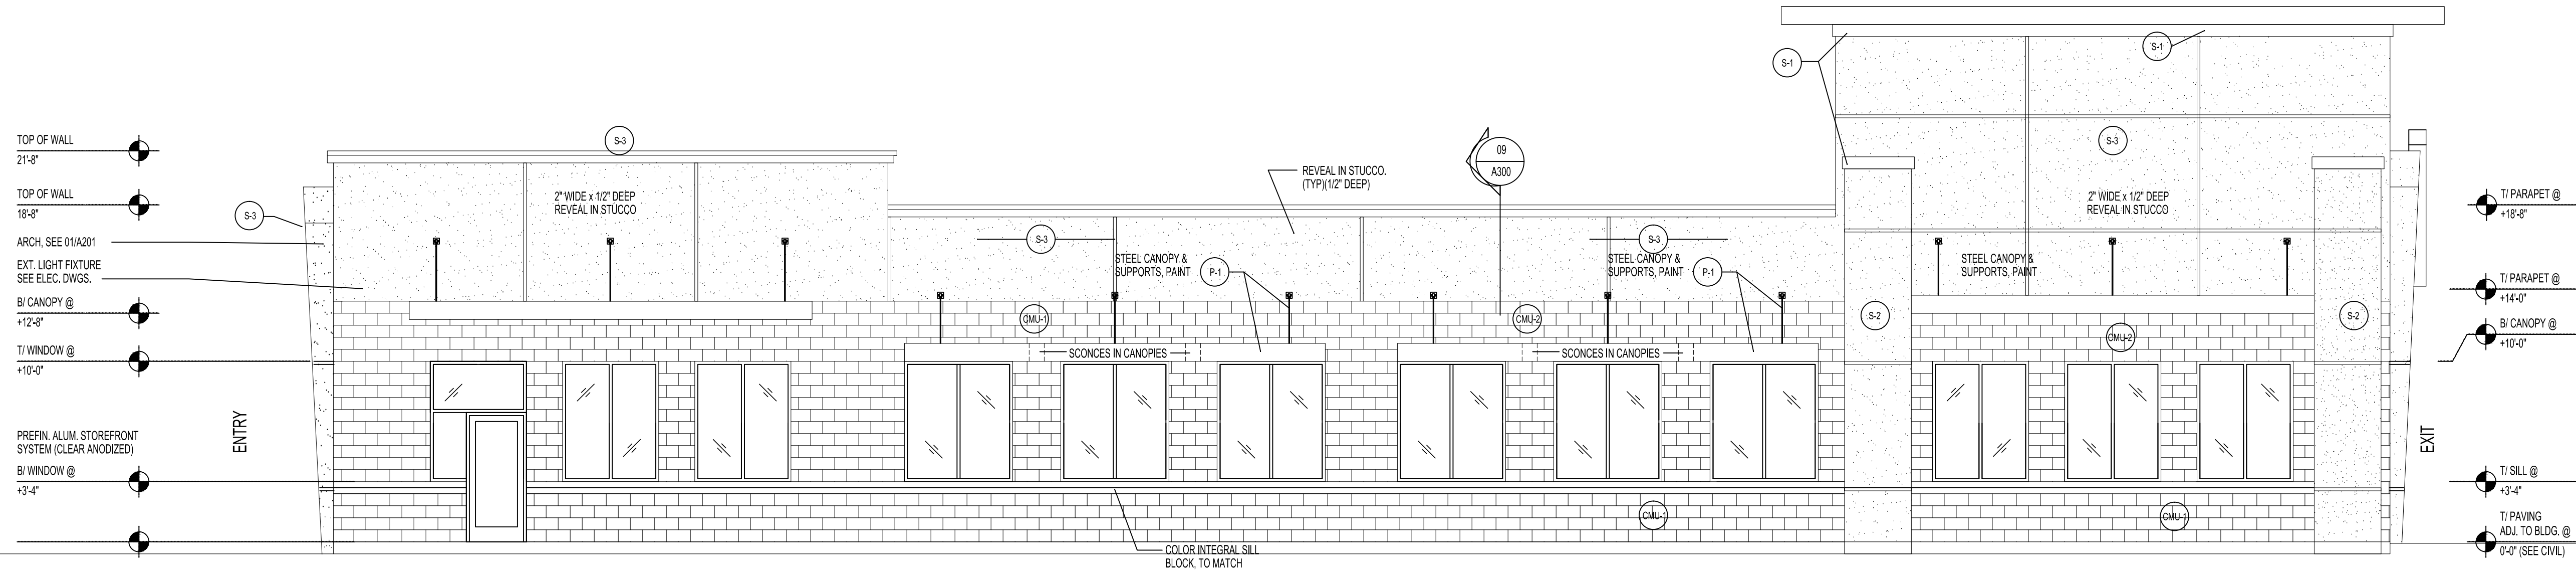 TOP OF WALL
21'-8"
TOP OF WALL
18'-8"
S-3
ARCH, SEE 01/A201
EXT. LIGHT FIXTURE
SEE ELEC. DWGS.
B/ CANOPY @
+12'-8"
T/ WINDOW @
+10'-0"
ENTRY
PREFIN. ALUM. STOREFRONT
SYSTEM (CLEAR ANODIZED)
B/ WINDOW @
+3'-4"
S-3
2" WIDE x 1/2" DEEP
REVEAL IN STUCCO
S-3
STEEL CANOPY &
SUPPORTS, PAINT
P-1
REVEAL IN STUCCO.
(TYP)(1/2" DEEP)
09
A300
S-3
STEEL CANOPY &
SUPPORTS, PAINT
P-1
CMU-1
CMU-2
SCONCES IN CANOPIES
SCONCES IN CANOPIES
CMU-1
COLOR INTEGRAL SILL
BLOCK, TO MATCH
S-1
S-1
S-3
2" WIDE x 1/2" DEEP
REVEAL IN STUCCO
STEEL CANOPY &
SUPPORTS, PAINT
S-2
S-2
CMU-2
CMU-1
T/ PARAPET @
+18'-8"
T/ PARAPET @
+14'-0"
B/ CANOPY @
+10'-0"
EXIT
T/ SILL @
+3'-4"
T/ PAVING
ADJ. TO BLDG. @
0'-0" (SEE CIVIL)